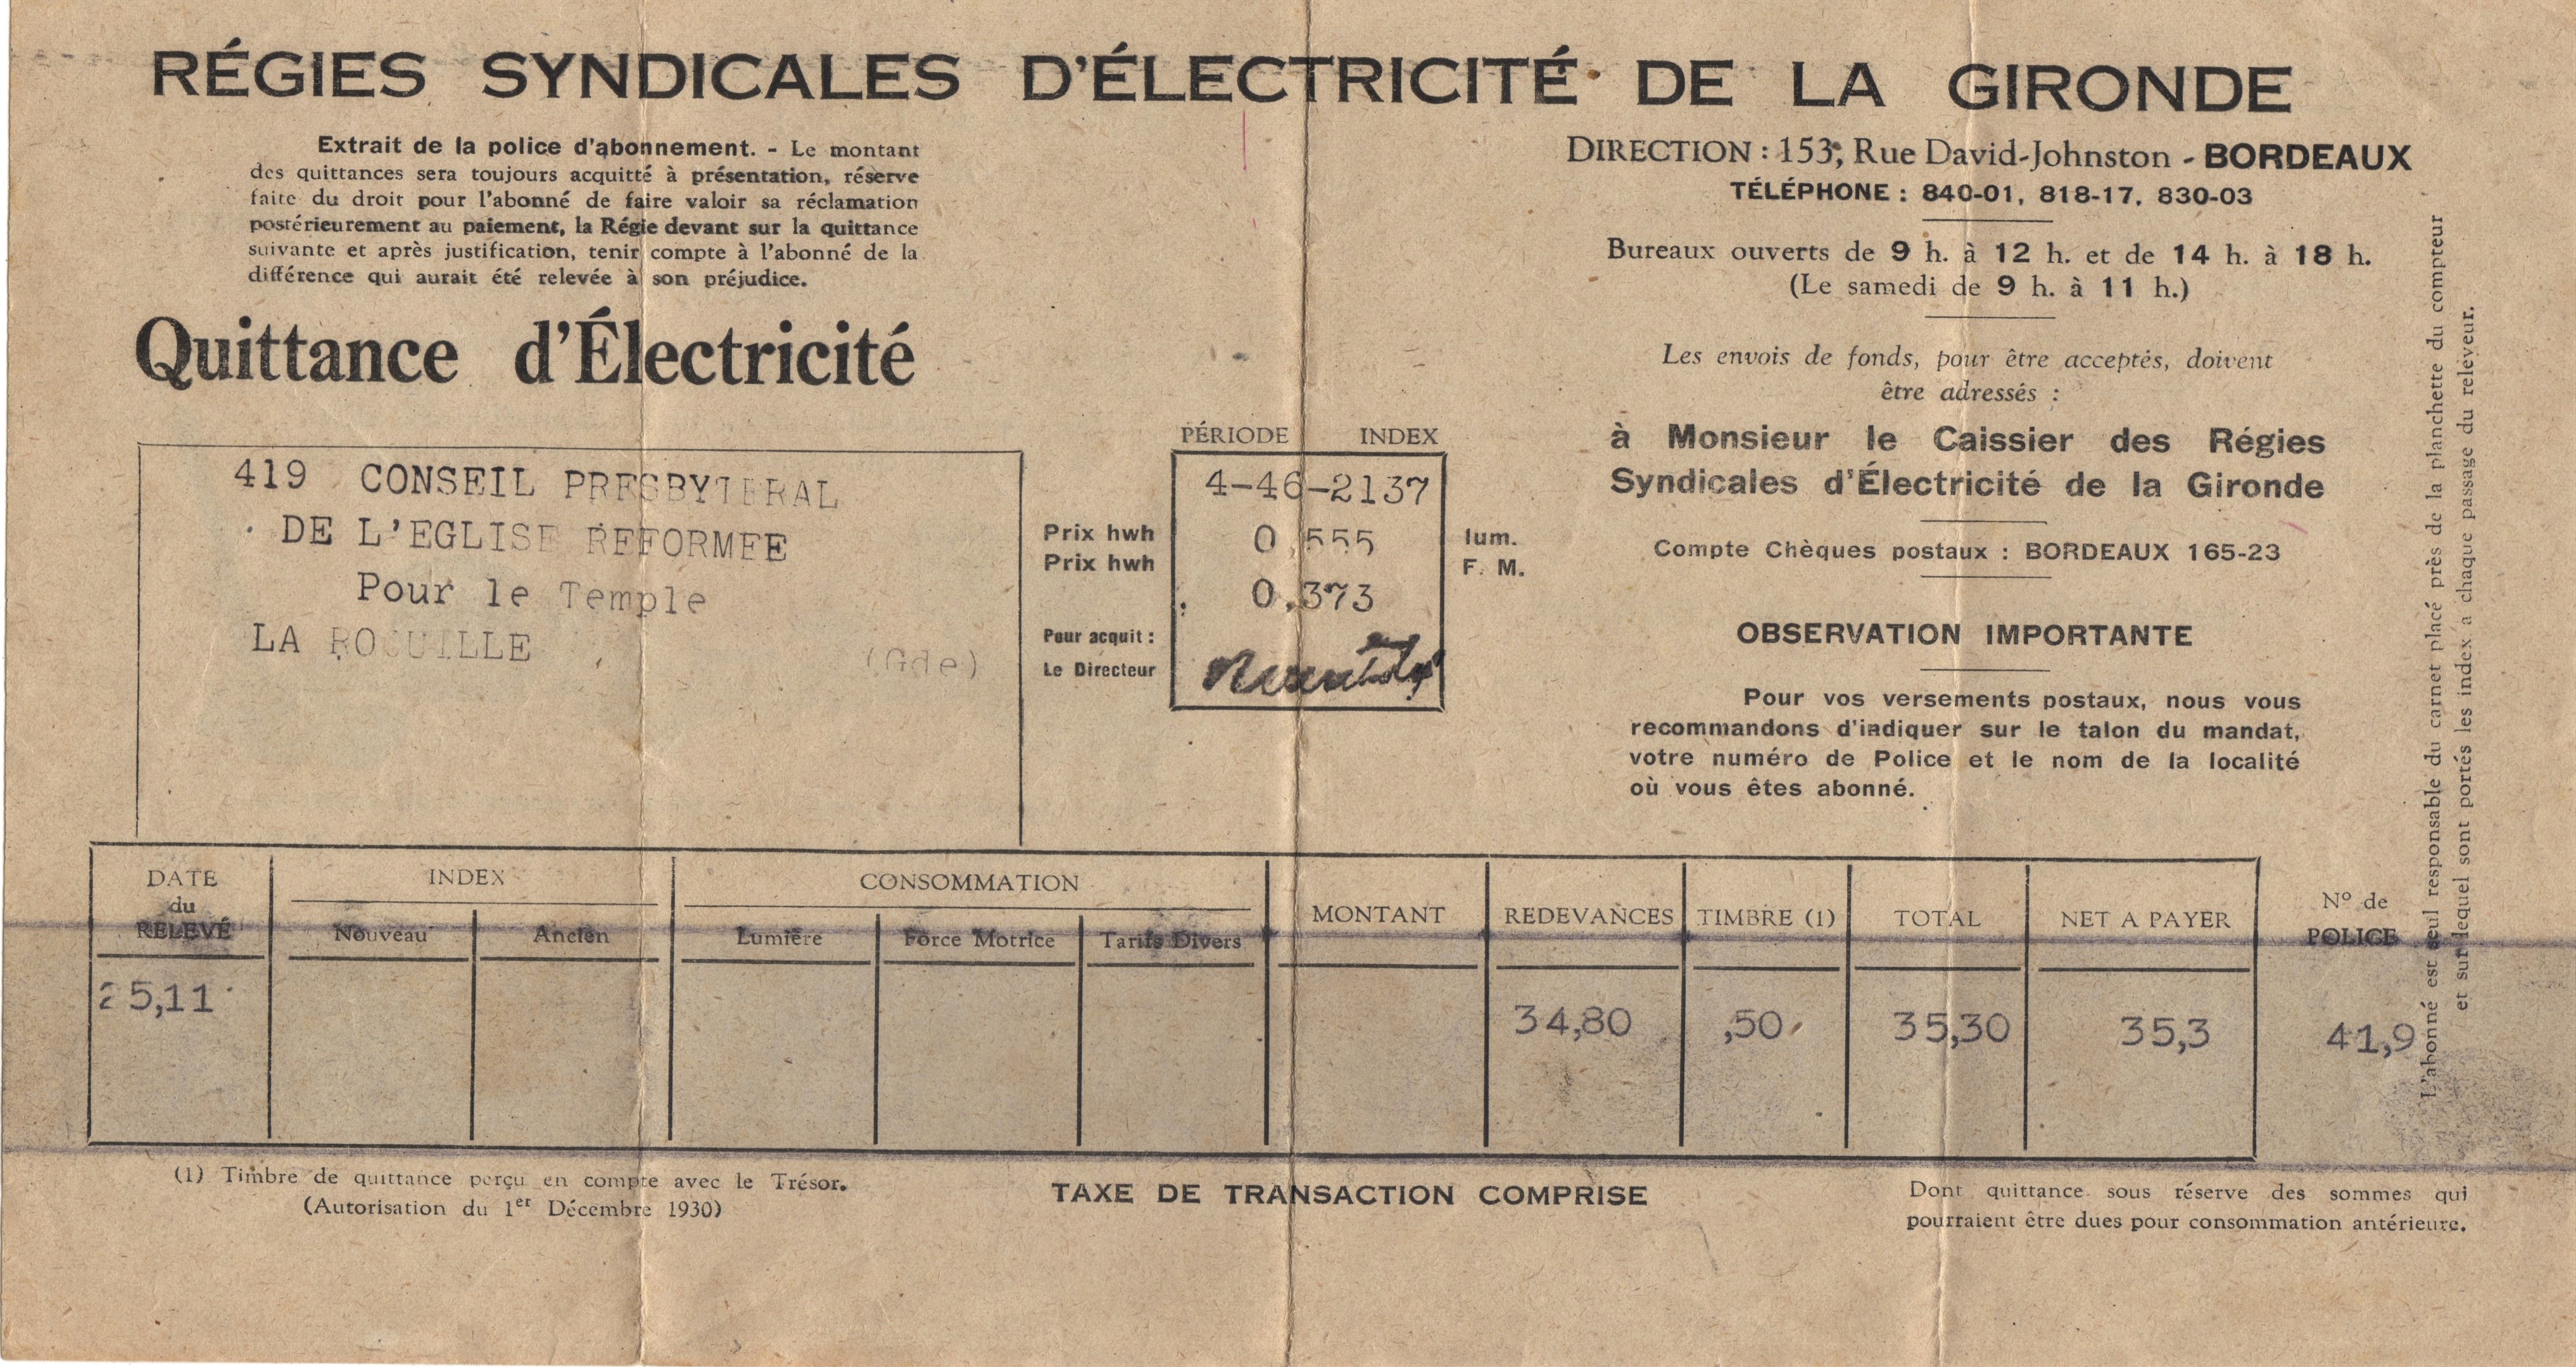 RÉGIES SYNDICALES D'ÉLECTRICITÉ DE LA GIRONDE
Extrait de la police d'abonnement. - Le montant
des quittances sera toujours acquitté à présentation, réserve
faite du droit pour l'abonné de faire valoir sa réclamation
postérieurement au paiement, la Régie devant sur la quittance
suivante et après justification, tenir compte à l'abonné de la
différence qui aurait été relevée à son préjudice.
Quittance d'Électricité
DIRECTION : 153, Rue David-Johnston - BORDEAUX
TÉLÉPHONE : 840-01, 818-17, 830-03
Bureaux ouverts de 9 h. à 12 h. et de 14 h. à 18 h.
(Le samedi de 9 h. à 11 h.)
Les envois de fonds, pour être acceptés, doivent
être adressés :
à Monsieur le Caissier des Régies
Syndicales d'Électricité de la Gironde
Compte Chèques postaux : BORDEAUX 165-23
OBSERVATION IMPORTANTE
Pour vos versements postaux, nous vous
recommandons d'indiquer sur le talon du mandat,
votre numéro de Police et le nom de la localité
où vous êtes abonné.
419 CONSEIL PRESBYTERAL
DE L'EGLISE REFORMEE
Pour le Temple
LA ROQUILLE (Gde)
PÉRIODE INDEX
4-46-2137
Prix hwh 0,555 lum.
Prix hwh 0,373 F. M.
Pour acquit :
Le Directeur
DATE du RELEVÉ INDEX Nouveau Ancien CONSOMMATION Lumière Force Motrice Tarifs Divers MONTANT REDEVANCES TIMBRE (1) TOTAL NET A PAYER N° de POLICE
25,11 34,80 ,50 35,30 35,3 41,9
(1) Timbre de quittance perçu en compte avec le Trésor.
(Autorisation du 1er Décembre 1930)
TAXE DE TRANSACTION COMPRISE
Dont quittance sous réserve des sommes qui
pourraient être dues pour consommation antérieure.
L'abonné est seul responsable du carnet placé près de la planchette du compteur
et sur lequel sont portés les index a chaque passage du releveur.